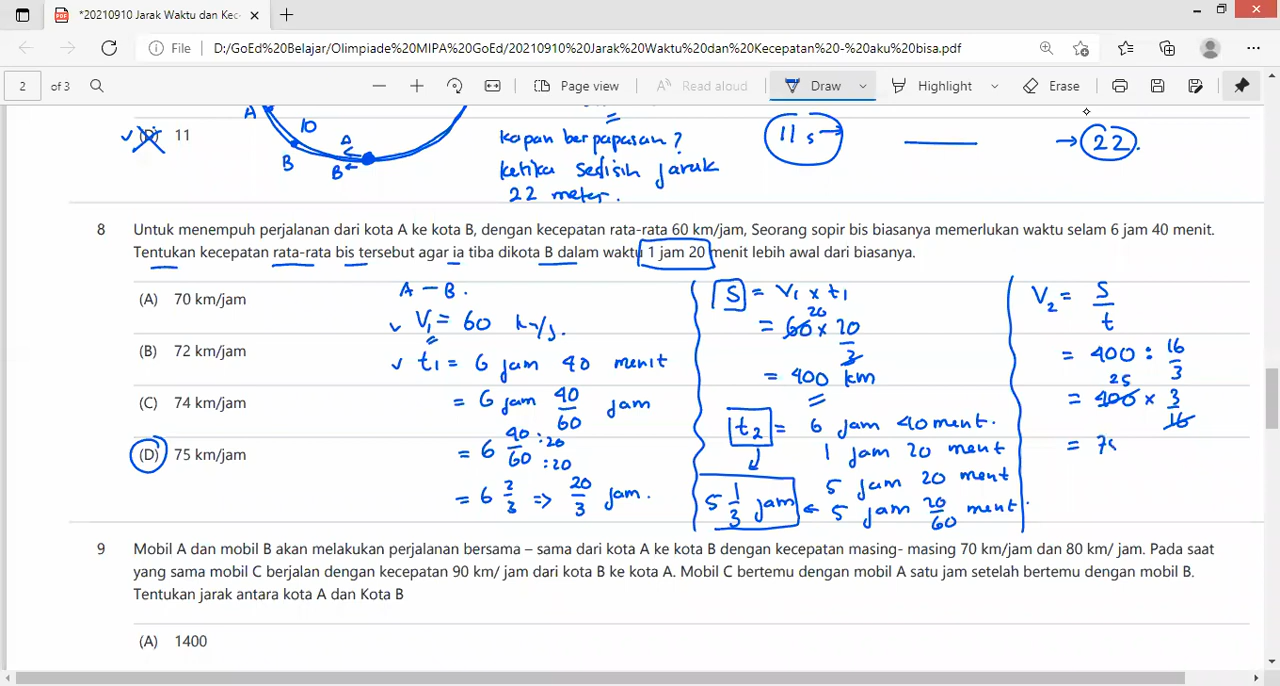 *20210910 Jarak Waktu dan Kec
File D:/GoEd%20Belajar/Olimpiade%20MIPA%20GoEd/20210910%20Jarak%20Waktu%20dan%20Kecepatan%20-%20aku%20bisa.pdf
2 of 3 Page view Read aloud Draw Highlight Erase
(D) 11
A
10
B
A
B
kapan berpapasan?
ketika selisih jarak
22 meter.
11 s
22
8 Untuk menempuh perjalanan dari kota A ke kota B, dengan kecepatan rata-rata 60 km/jam, Seorang sopir bis biasanya memerlukan waktu selam 6 jam 40 menit.
Tentukan kecepatan rata-rata bis tersebut agar ia tiba dikota B dalam waktu 1 jam 20 menit lebih awal dari biasanya.
(A) 70 km/jam
(B) 72 km/jam
(C) 74 km/jam
(D) 75 km/jam
A - B.
V1 = 60 km/j.
t1 = 6 jam 40 menit
= 6 jam 40/60 jam
= 6 40:20/60:20
= 6 2/3 => 20/3 jam.
S = V1 x t1
20
= 60 x 20/3
= 400 km
t2 = 6 jam 40 menit.
1 jam 20 menit
5 jam 20 menit
5 1/3 jam ← 5 jam 20/60 menit
V2 = S/t
= 400 : 16/3
25
= 400 x 3/16
= 75
9 Mobil A dan mobil B akan melakukan perjalanan bersama – sama dari kota A ke kota B dengan kecepatan masing- masing 70 km/jam dan 80 km/ jam. Pada saat
yang sama mobil C berjalan dengan kecepatan 90 km/ jam dari kota B ke kota A. Mobil C bertemu dengan mobil A satu jam setelah bertemu dengan mobil B.
Tentukan jarak antara kota A dan Kota B
(A) 1400